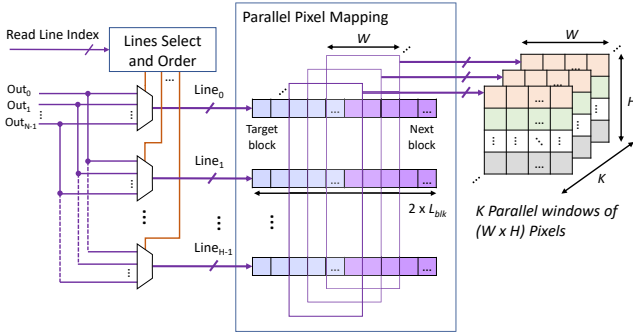 Parallel Pixel Mapping
Read Line Index
Lines Select
and Order
W
W
...
Out0
Out1
OutN-1
Line0
Target
block
Next
block
H
Line1
2 x Lblk
K
K Parallel windows of
(W x H) Pixels
LineH-1